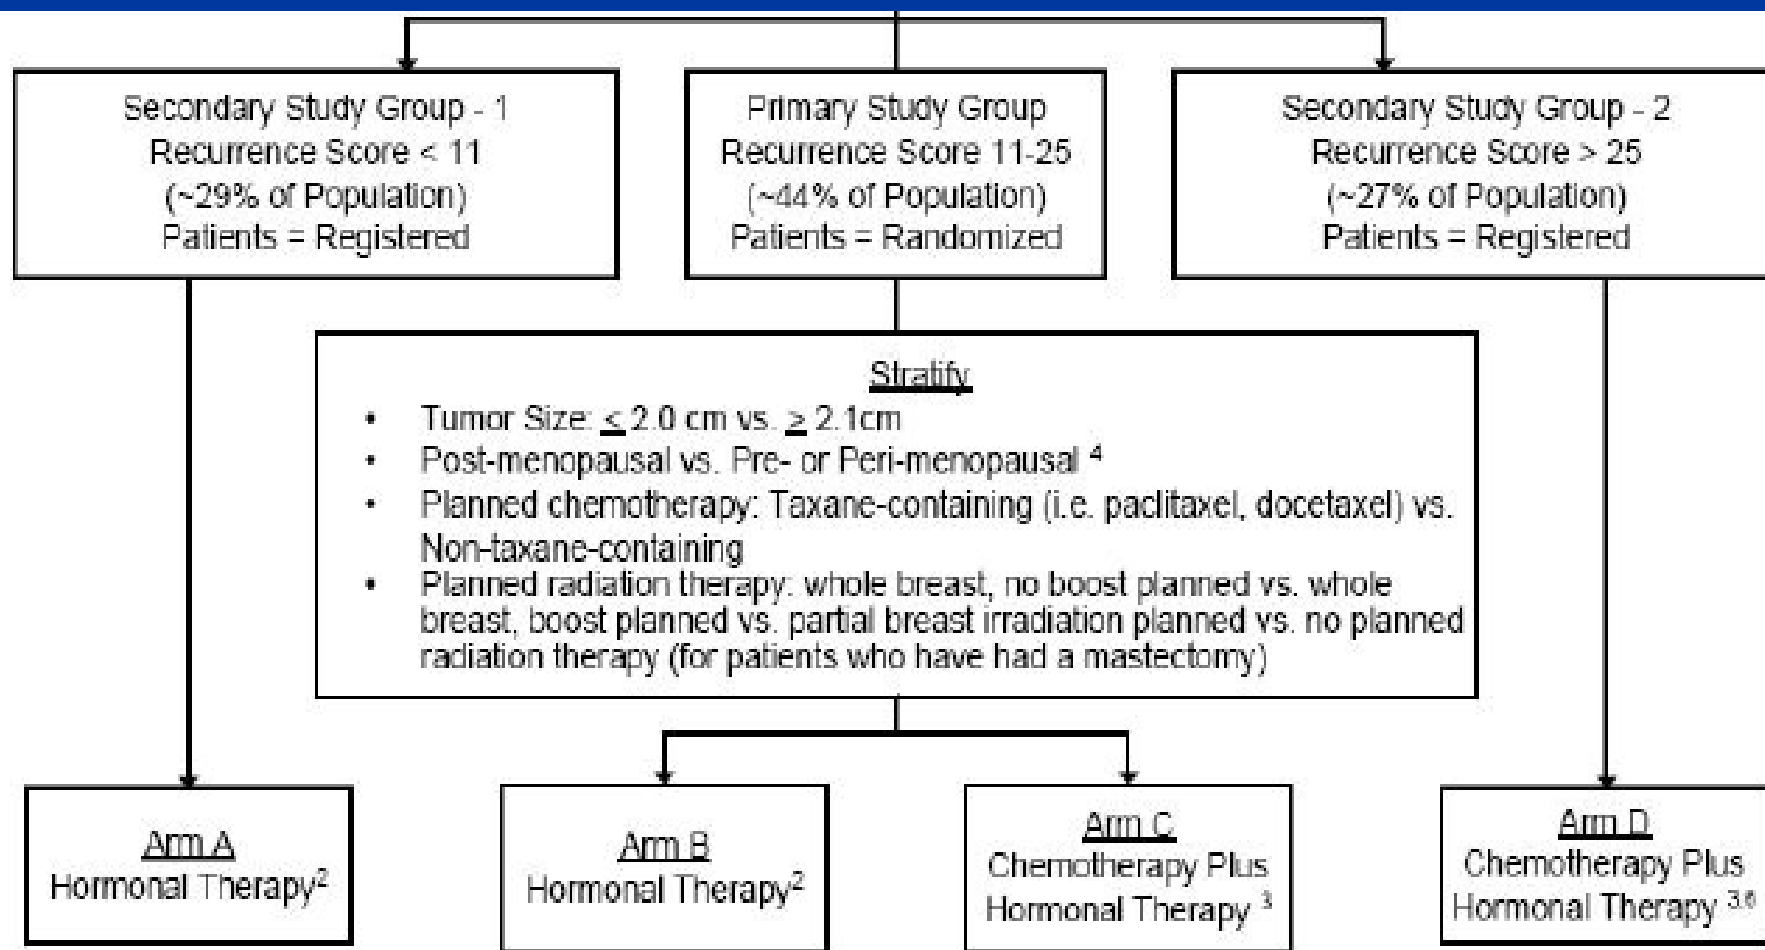 Secondary Study Group - 1
Recurrence Score < 11
(~29% of Population)
Patients = Registered
Primary Study Group
Recurrence Score 11-25
(~44% of Population)
Patients = Randomized
Secondary Study Group - 2
Recurrence Score > 25
(~27% of Population)
Patients = Registered
Stratify
• Tumor Size: ≤ 2.0 cm vs. ≥ 2.1cm
• Post-menopausal vs. Pre- or Peri-menopausal ⁴
• Planned chemotherapy: Taxane-containing (i.e. paclitaxel, docetaxel) vs.
Non-taxane-containing
• Planned radiation therapy: whole breast, no boost planned vs. whole
breast, boost planned vs. partial breast irradiation planned vs. no planned
radiation therapy (for patients who have had a mastectomy)
Arm A
Hormonal Therapy²
Arm B
Hormonal Therapy²
Arm C
Chemotherapy Plus
Hormonal Therapy ³
Arm D
Chemotherapy Plus
Hormonal Therapy